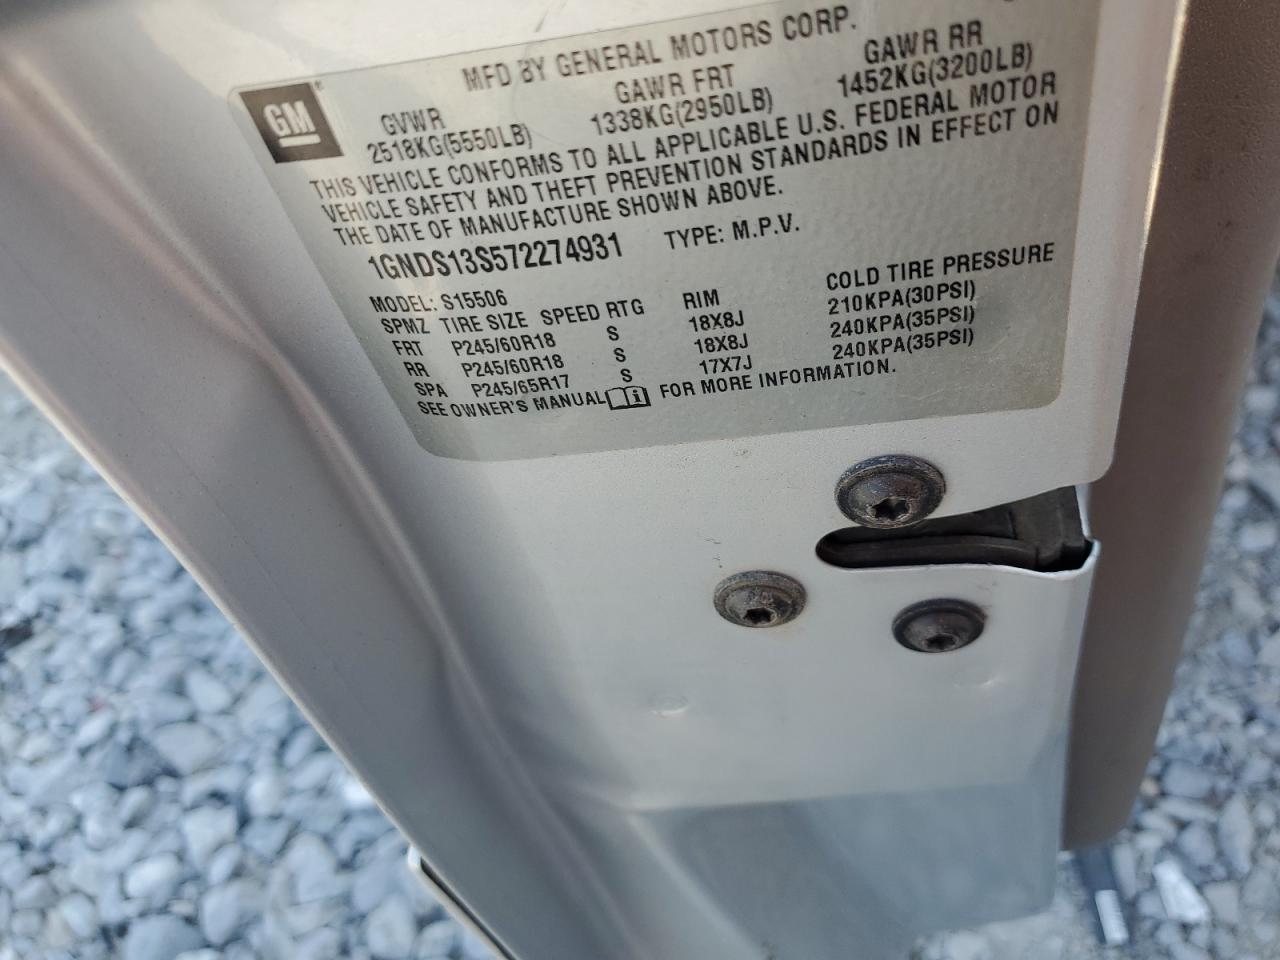 MFD BY GENERAL MOTORS CORP.
GM®
GVWR GAWR FRT GAWR RR
2518KG(5550LB) 1338KG(2950LB) 1452KG(3200LB)
THIS VEHICLE CONFORMS TO ALL APPLICABLE U.S. FEDERAL MOTOR
VEHICLE SAFETY AND THEFT PREVENTION STANDARDS IN EFFECT ON
THE DATE OF MANUFACTURE SHOWN ABOVE.
1GNDS13S572274931 TYPE: M.P.V.
MODEL: S15506
SPMZ TIRE SIZE SPEED RTG RIM COLD TIRE PRESSURE
FRT P245/60R18 S 18X8J 210KPA(30PSI)
RR P245/60R18 S 18X8J 240KPA(35PSI)
SPA P245/65R17 S 17X7J 240KPA(35PSI)
SEE OWNER'S MANUAL FOR MORE INFORMATION.